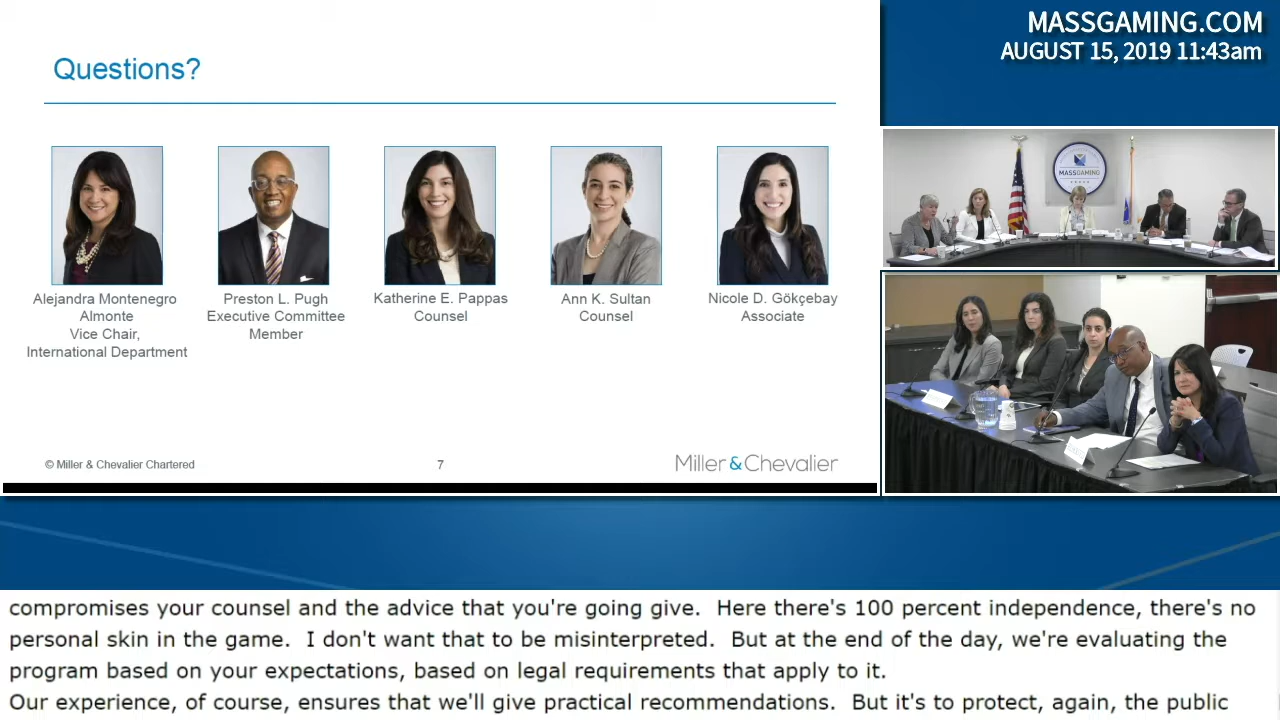 MASSGAMING.COM
AUGUST 15, 2019 11:43am
Questions?
Alejandra Montenegro
Almonte
Vice Chair,
International Department
Preston L. Pugh
Executive Committee
Member
Katherine E. Pappas
Counsel
Ann K. Sultan
Counsel
Nicole D. Gökçebay
Associate
MASSGAMING
© Miller & Chevalier Chartered
7
Miller&Chevalier
compromises your counsel and the advice that you're going give. Here there's 100 percent independence, there's no
personal skin in the game. I don't want that to be misinterpreted. But at the end of the day, we're evaluating the
program based on your expectations, based on legal requirements that apply to it.
Our experience, of course, ensures that we'll give practical recommendations. But it's to protect, again, the public